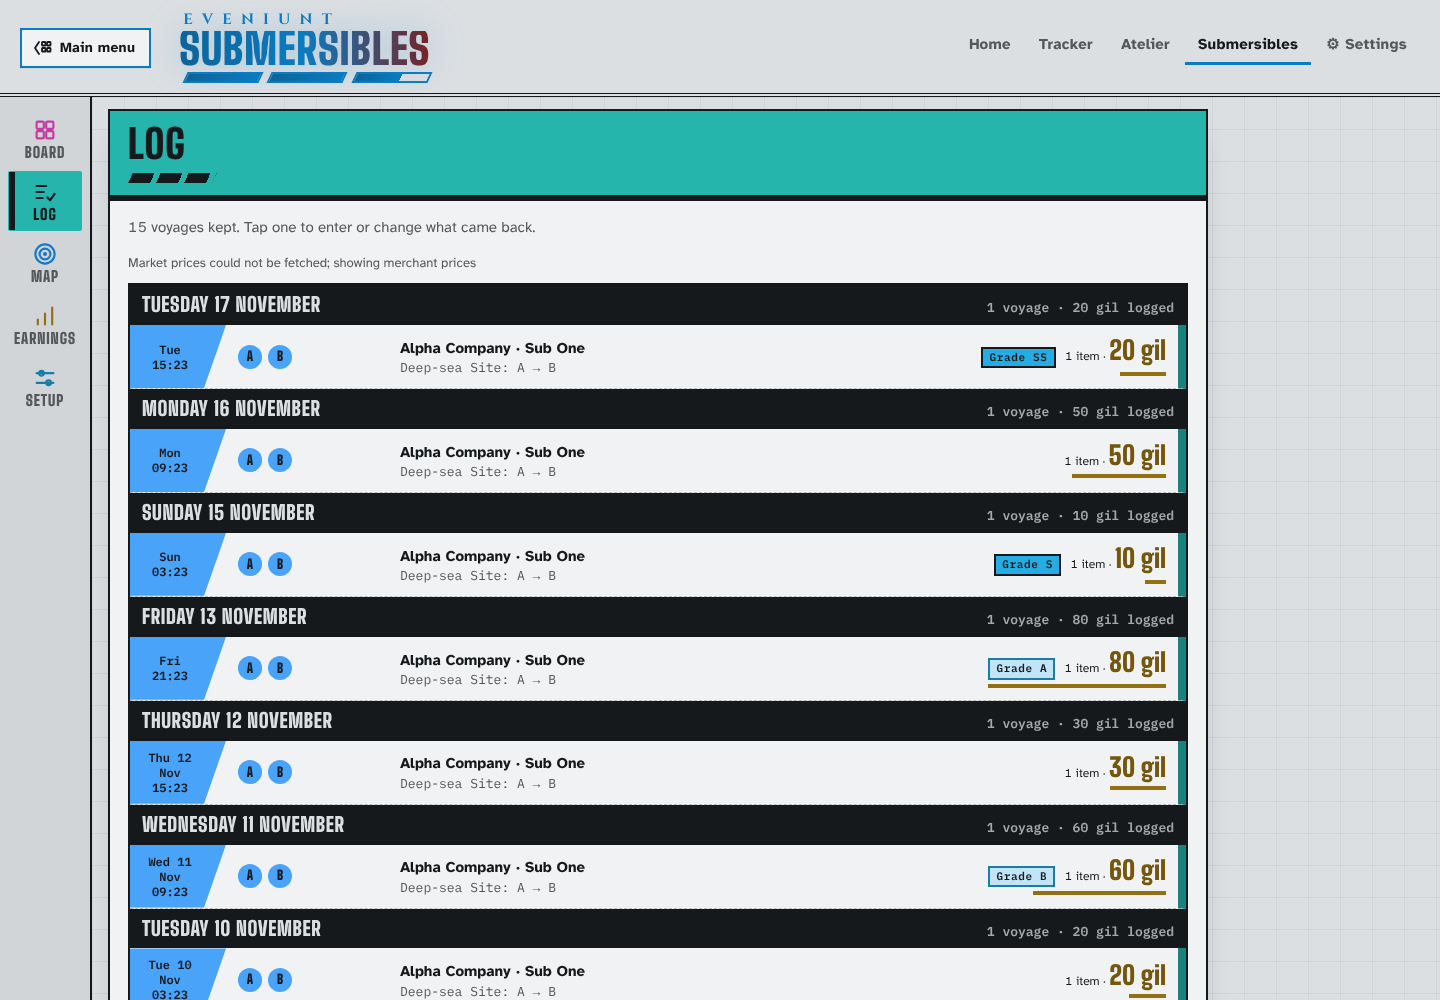 Main menu
EVENIUNT
SUBMERSIBLES
Home
Tracker
Atelier
Submersibles
⚙ Settings
BOARD
LOG
MAP
EARNINGS
SETUP
LOG
15 voyages kept. Tap one to enter or change what came back.
Market prices could not be fetched; showing merchant prices
TUESDAY 17 NOVEMBER
1 voyage · 20 gil logged
Tue
15:23
A B
Alpha Company · Sub One
Deep-sea Site: A → B
Grade SS
1 item · 20 gil
MONDAY 16 NOVEMBER
1 voyage · 50 gil logged
Mon
09:23
A B
Alpha Company · Sub One
Deep-sea Site: A → B
1 item · 50 gil
SUNDAY 15 NOVEMBER
1 voyage · 10 gil logged
Sun
03:23
A B
Alpha Company · Sub One
Deep-sea Site: A → B
Grade S
1 item · 10 gil
FRIDAY 13 NOVEMBER
1 voyage · 80 gil logged
Fri
21:23
A B
Alpha Company · Sub One
Deep-sea Site: A → B
Grade A
1 item · 80 gil
THURSDAY 12 NOVEMBER
1 voyage · 30 gil logged
Thu 12
Nov
15:23
A B
Alpha Company · Sub One
Deep-sea Site: A → B
1 item · 30 gil
WEDNESDAY 11 NOVEMBER
1 voyage · 60 gil logged
Wed 11
Nov
09:23
A B
Alpha Company · Sub One
Deep-sea Site: A → B
Grade B
1 item · 60 gil
TUESDAY 10 NOVEMBER
1 voyage · 20 gil logged
Tue 10
Nov
03:23
A B
Alpha Company · Sub One
Deep-sea Site: A → B
1 item · 20 gil